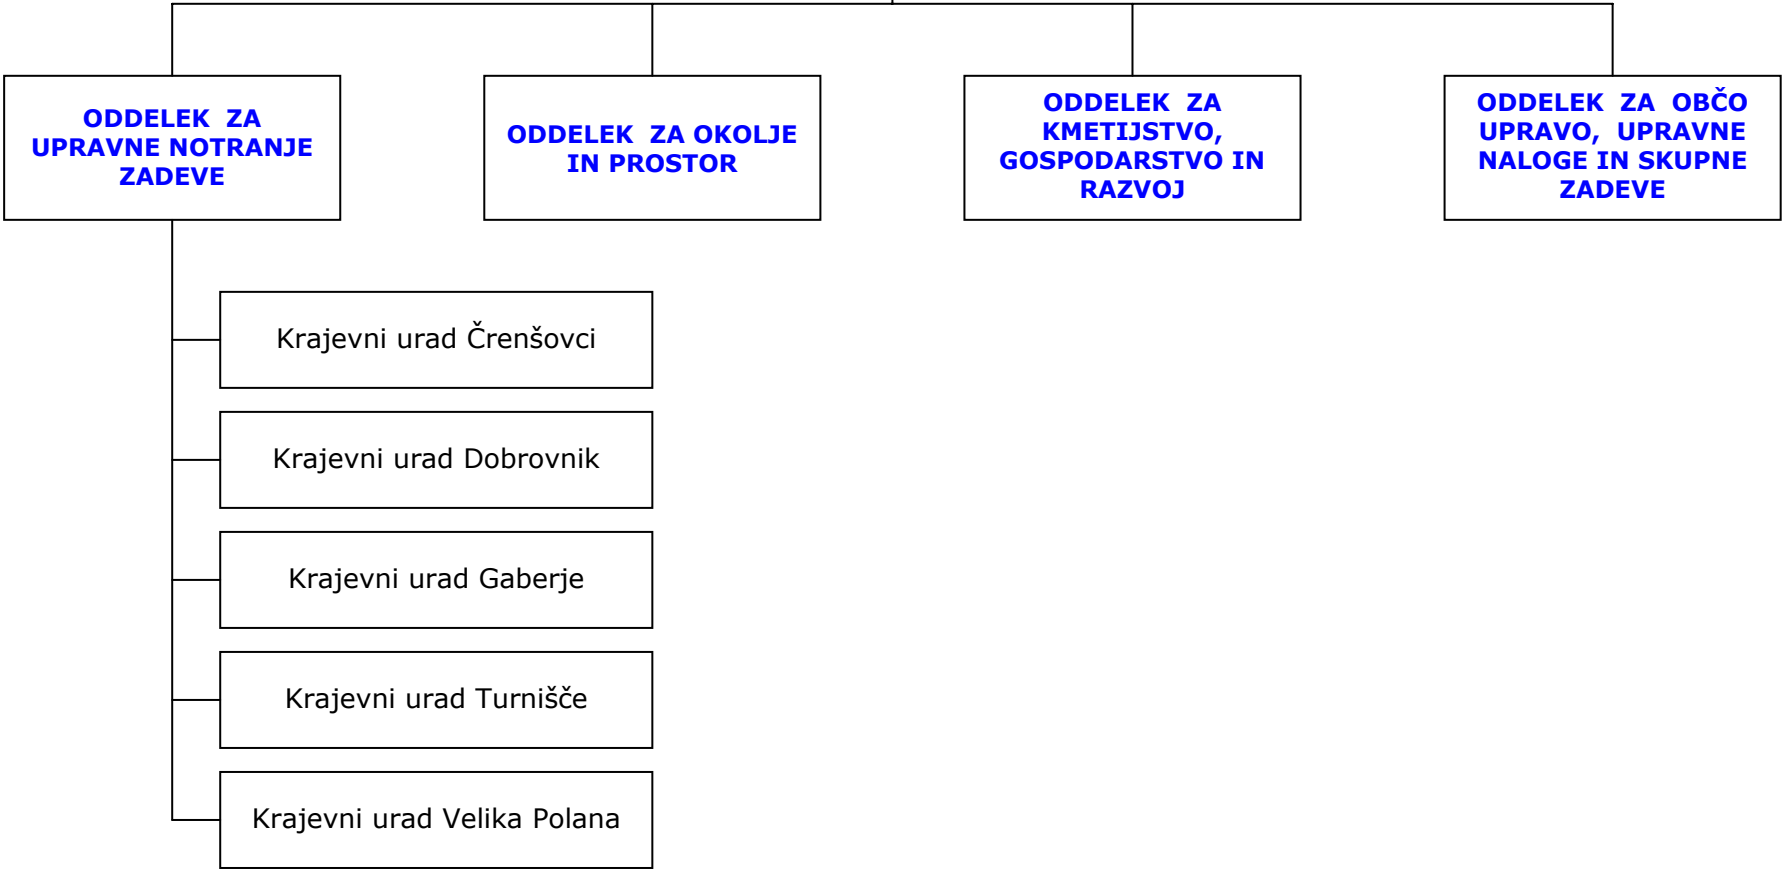 ODDELEK ZA
UPRAVNE NOTRANJE
ZADEVE
ODDELEK ZA OKOLJE
IN PROSTOR
ODDELEK ZA
KMETIJSTVO,
GOSPODARSTVO IN
RAZVOJ
ODDELEK ZA OBČO
UPRAVO, UPRAVNE
NALOGE IN SKUPNE
ZADEVE
Krajevni urad Črenšovci
Krajevni urad Dobrovnik
Krajevni urad Gaberje
Krajevni urad Turnišče
Krajevni urad Velika Polana